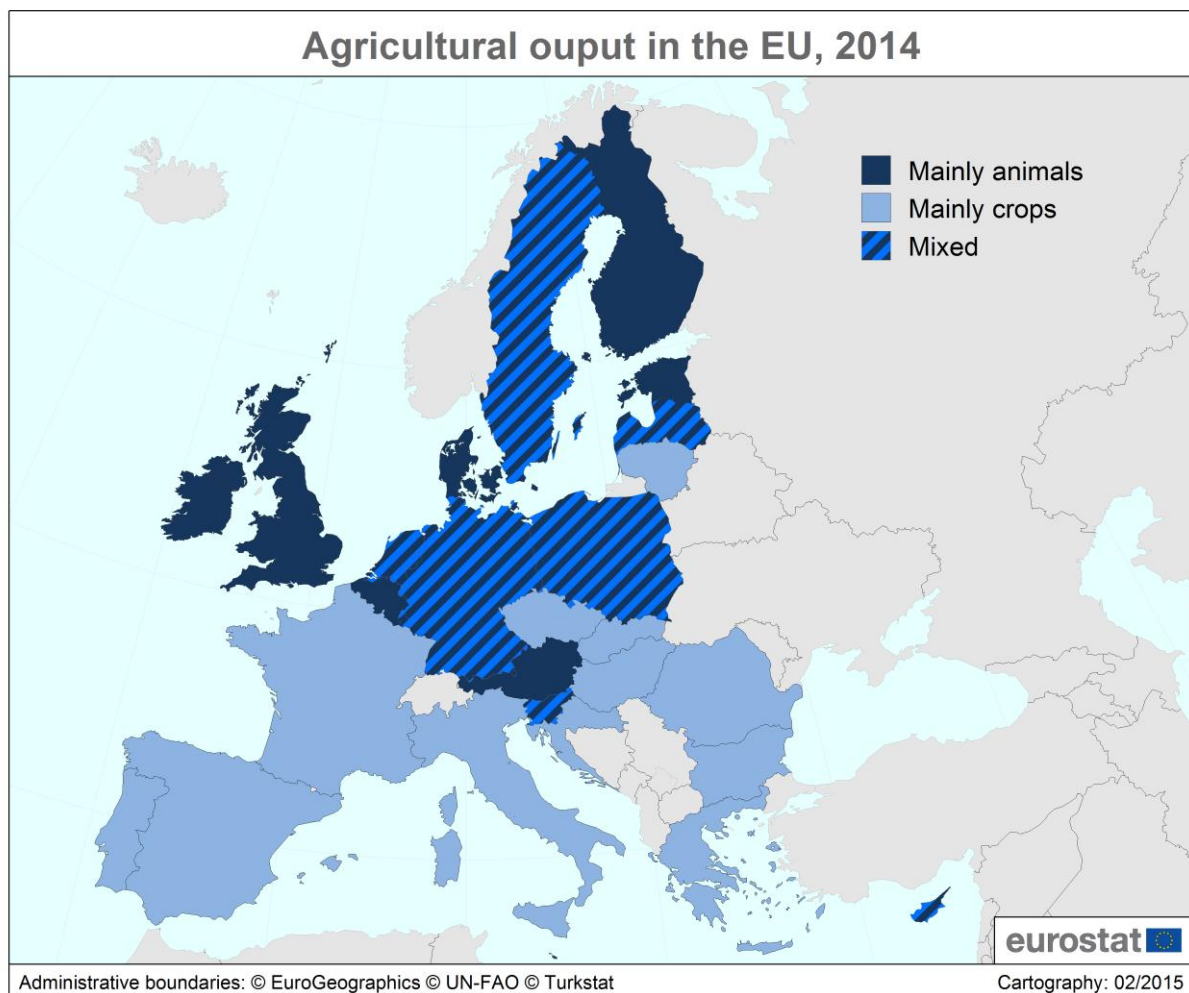 Agricultural ouput in the EU, 2014
Mainly animals
Mainly crops
Mixed
eurostat
Administrative boundaries: © EuroGeographics © UN-FAO © Turkstat
Cartography: 02/2015